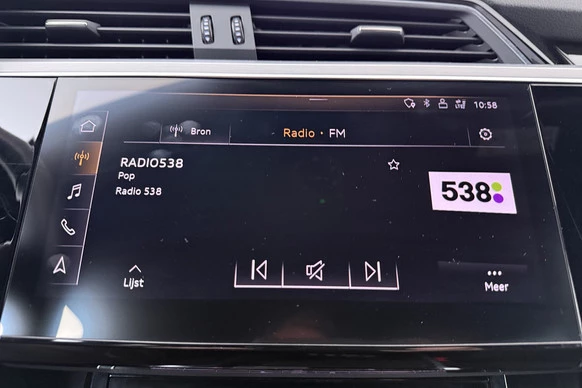 10:58
Bron
Radio · FM
RADIO538
Pop
Radio 538
538
Lijst
Meer